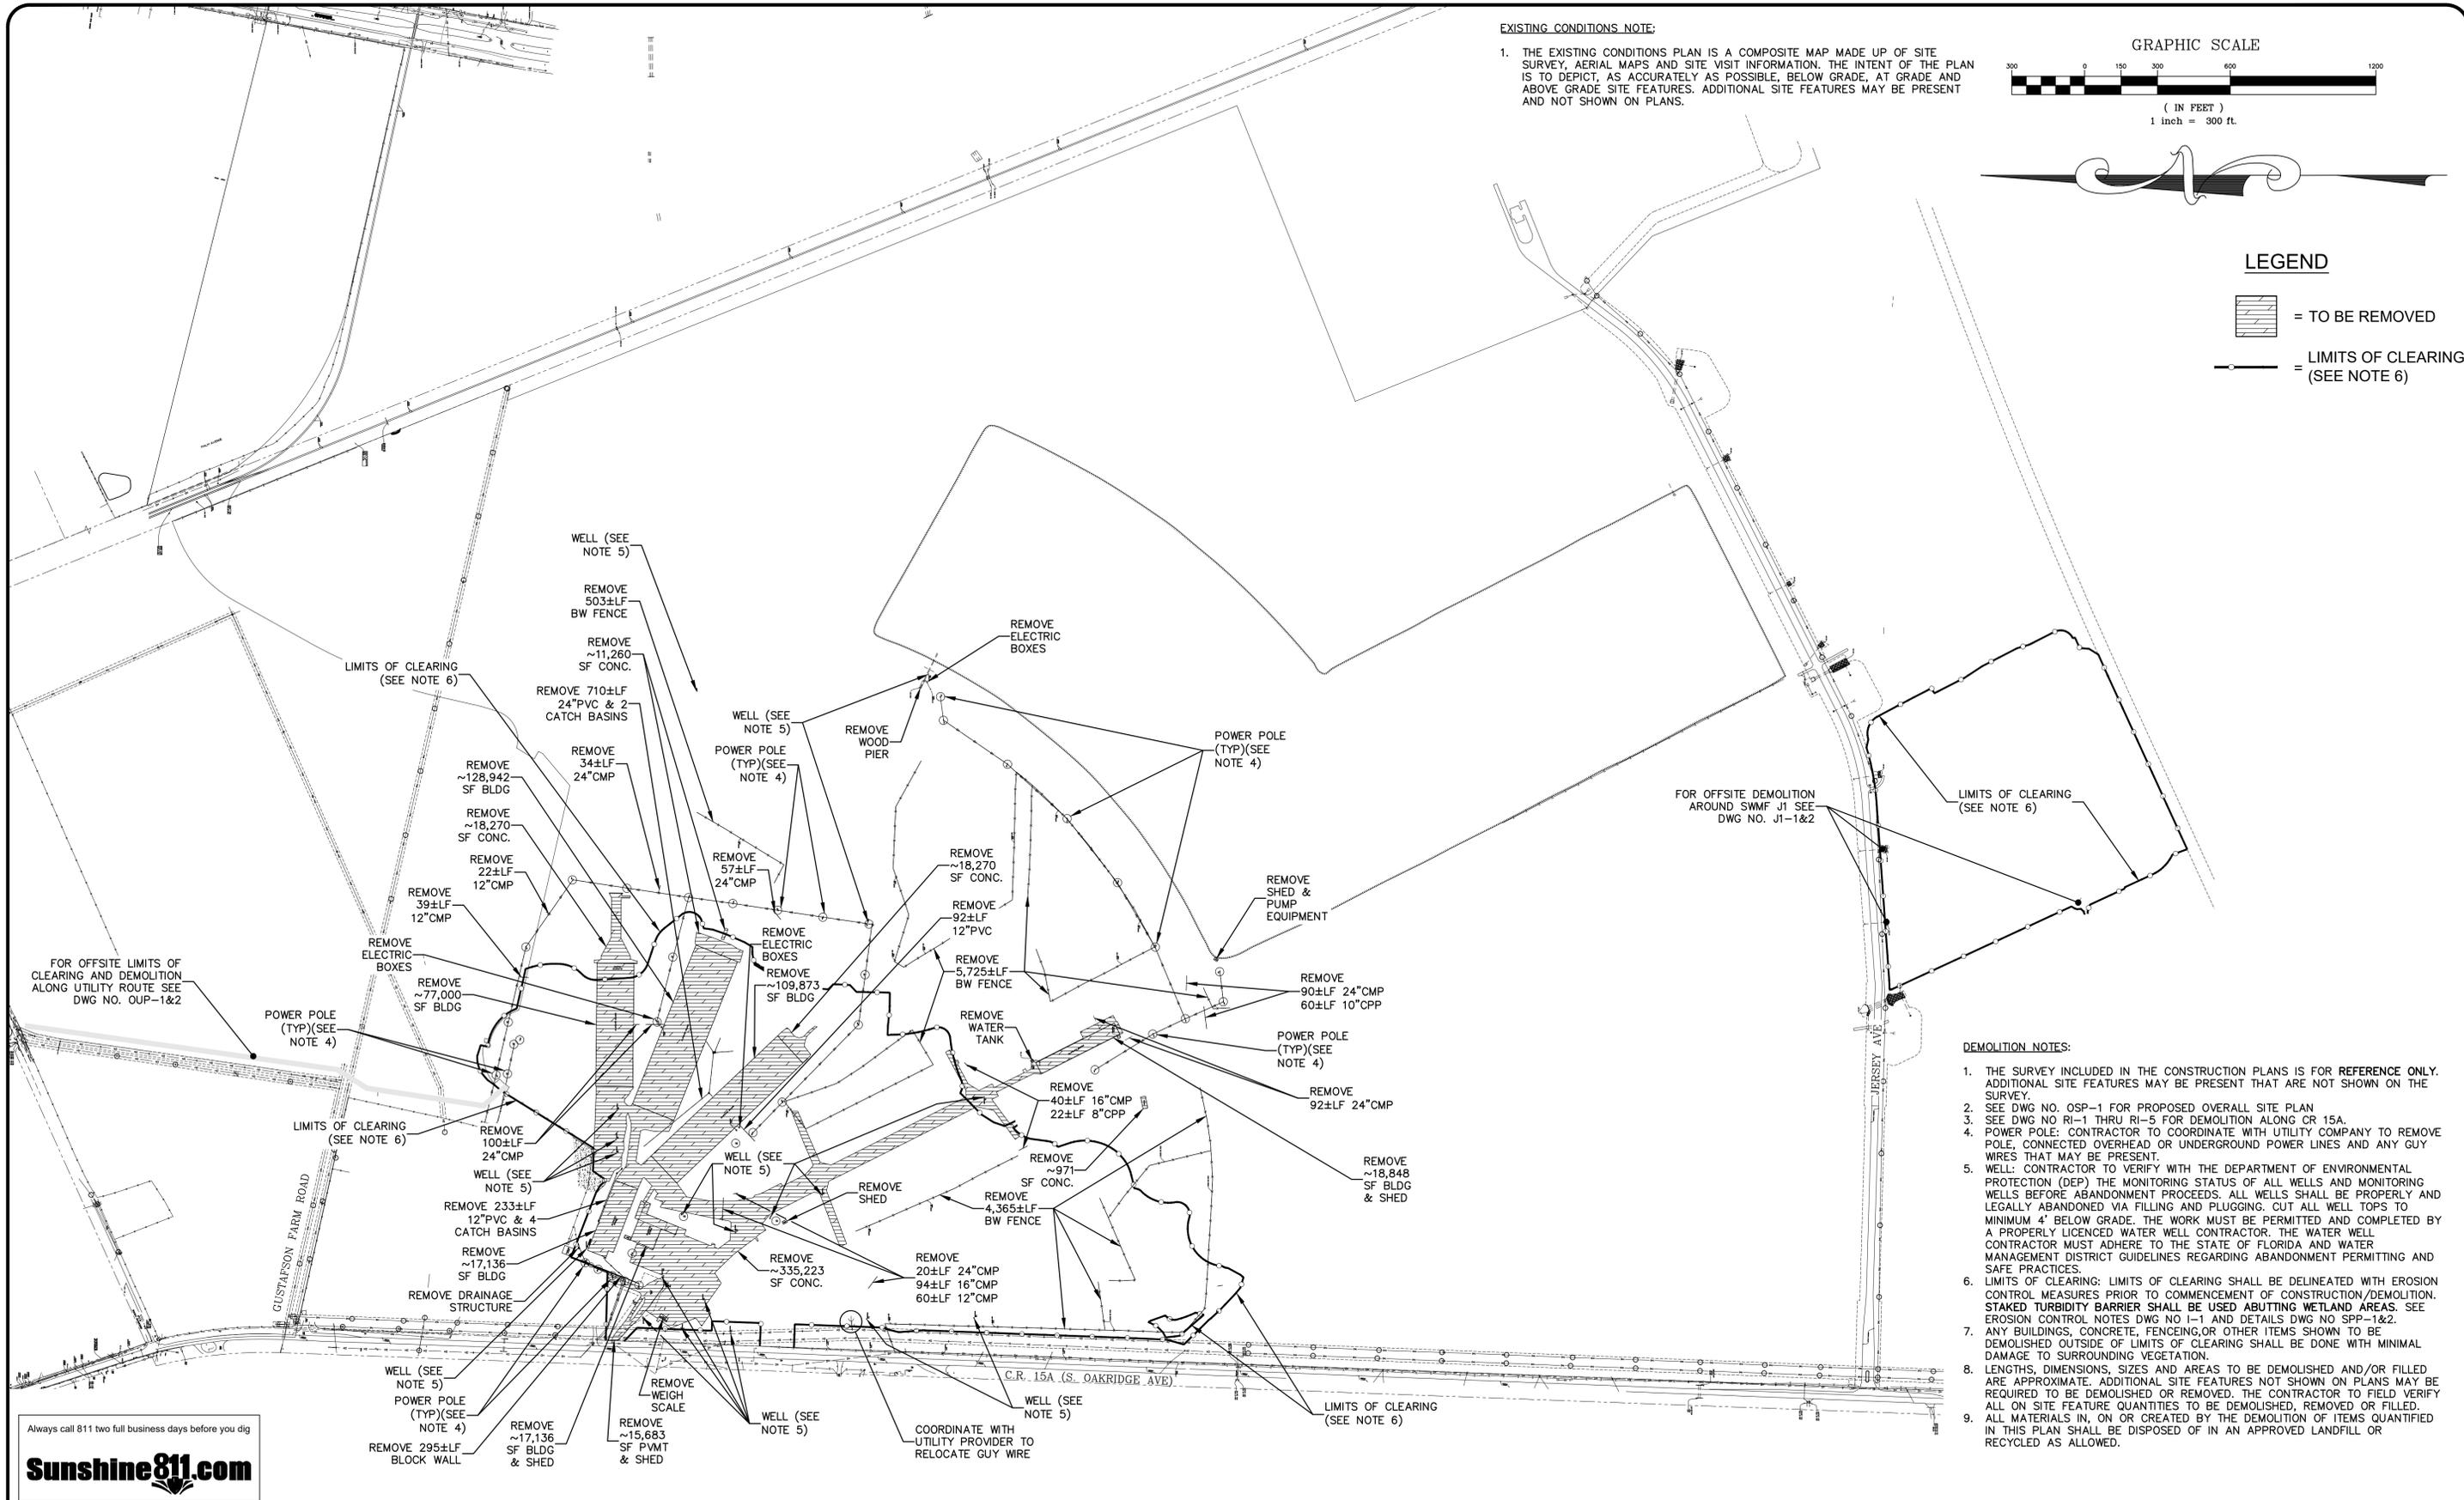 EXISTING CONDITIONS NOTE:
1. THE EXISTING CONDITIONS PLAN IS A COMPOSITE MAP MADE UP OF SITE
SURVEY, AERIAL MAPS AND SITE VISIT INFORMATION. THE INTENT OF THE PLAN
IS TO DEPICT, AS ACCURATELY AS POSSIBLE, BELOW GRADE, AT GRADE AND
ABOVE GRADE SITE FEATURES. ADDITIONAL SITE FEATURES MAY BE PRESENT
AND NOT SHOWN ON PLANS.
GRAPHIC SCALE
300 0 150 300 600 1200
( IN FEET )
1 inch = 300 ft.
N
LEGEND
= TO BE REMOVED
= LIMITS OF CLEARING
(SEE NOTE 6)
WELL (SEE
NOTE 5)
REMOVE
503±LF
BW FENCE
REMOVE
~11,260
SF CONC.
LIMITS OF CLEARING
(SEE NOTE 6)
REMOVE 710±LF
24"PVC & 2
CATCH BASINS
REMOVE
34±LF
24"CMP
REMOVE
~128,942
SF BLDG
REMOVE
~18,270
SF CONC.
REMOVE
22±LF
12"CMP
REMOVE
39±LF
12"CMP
REMOVE
ELECTRIC
BOXES
REMOVE
~77,000
SF BLDG
FOR OFFSITE LIMITS OF
CLEARING AND DEMOLITION
ALONG UTILITY ROUTE SEE
DWG NO. OUP-1&2
POWER POLE
(TYP)(SEE
NOTE 4)
LIMITS OF CLEARING
(SEE NOTE 6)
REMOVE
100±LF
24"CMP
WELL (SEE
NOTE 5)
REMOVE 233±LF
12"PVC & 4
CATCH BASINS
REMOVE
~17,136
SF BLDG
REMOVE DRAINAGE
STRUCTURE
GUSTAFSON FARM ROAD
WELL (SEE
NOTE 5)
POWER POLE
(TYP)(SEE
NOTE 4)
REMOVE 295±LF
BLOCK WALL
REMOVE
~17,136
SF BLDG
& SHED
REMOVE
~15,683
SF PVMT
& SHED
REMOVE
WEIGH
SCALE
WELL (SEE
NOTE 5)
COORDINATE WITH
UTILITY PROVIDER TO
RELOCATE GUY WIRE
C.R. 15A (S. OAKRIDGE AVE)
WELL (SEE
NOTE 5)
LIMITS OF CLEARING
(SEE NOTE 6)
REMOVE
ELECTRIC
BOXES
WELL (SEE
NOTE 5)
REMOVE
WOOD
PIER
POWER POLE
(TYP)(SEE
NOTE 4)
POWER POLE
(TYP)(SEE
NOTE 4)
REMOVE
57±LF
24"CMP
REMOVE
~18,270
SF CONC.
REMOVE
92±LF
12"PVC
REMOVE
ELECTRIC
BOXES
REMOVE
~109,873
SF BLDG
REMOVE
5,725±LF
BW FENCE
REMOVE
SHED &
PUMP
EQUIPMENT
REMOVE
90±LF 24"CMP
60±LF 10"CPP
REMOVE
WATER
TANK
POWER POLE
(TYP)(SEE
NOTE 4)
REMOVE
92±LF 24"CMP
REMOVE
40±LF 16"CMP
22±LF 8"CPP
REMOVE
~971
SF CONC.
WELL (SEE
NOTE 5)
REMOVE
SHED
REMOVE
4,365±LF
BW FENCE
REMOVE
~18,848
SF BLDG
& SHED
REMOVE
~335,223
SF CONC.
REMOVE
20±LF 24"CMP
94±LF 16"CMP
60±LF 12"CMP
FOR OFFSITE DEMOLITION
AROUND SWMF J1 SEE
DWG NO. J1-1&2
LIMITS OF CLEARING
(SEE NOTE 6)
JERSEY AVE
DEMOLITION NOTES:
1. THE SURVEY INCLUDED IN THE CONSTRUCTION PLANS IS FOR REFERENCE ONLY.
ADDITIONAL SITE FEATURES MAY BE PRESENT THAT ARE NOT SHOWN ON THE
SURVEY.
2. SEE DWG NO. OSP-1 FOR PROPOSED OVERALL SITE PLAN
3. SEE DWG NO RI-1 THRU RI-5 FOR DEMOLITION ALONG CR 15A.
4. POWER POLE: CONTRACTOR TO COORDINATE WITH UTILITY COMPANY TO REMOVE
POLE, CONNECTED OVERHEAD OR UNDERGROUND POWER LINES AND ANY GUY
WIRES THAT MAY BE PRESENT.
5. WELL: CONTRACTOR TO VERIFY WITH THE DEPARTMENT OF ENVIRONMENTAL
PROTECTION (DEP) THE MONITORING STATUS OF ALL WELLS AND MONITORING
WELLS BEFORE ABANDONMENT PROCEEDS. ALL WELLS SHALL BE PROPERLY AND
LEGALLY ABANDONED VIA FILLING AND PLUGGING. CUT ALL WELL TOPS TO
MINIMUM 4' BELOW GRADE. THE WORK MUST BE PERMITTED AND COMPLETED BY
A PROPERLY LICENCED WATER WELL CONTRACTOR. THE WATER WELL
CONTRACTOR MUST ADHERE TO THE STATE OF FLORIDA AND WATER
MANAGEMENT DISTRICT GUIDELINES REGARDING ABANDONMENT PERMITTING AND
SAFE PRACTICES.
6. LIMITS OF CLEARING: LIMITS OF CLEARING SHALL BE DELINEATED WITH EROSION
CONTROL MEASURES PRIOR TO COMMENCEMENT OF CONSTRUCTION/DEMOLITION.
STAKED TURBIDITY BARRIER SHALL BE USED ABUTTING WETLAND AREAS. SEE
EROSION CONTROL NOTES DWG NO I-1 AND DETAILS DWG NO SPP-1&2.
7. ANY BUILDINGS, CONCRETE, FENCEING,OR OTHER ITEMS SHOWN TO BE
DEMOLISHED OUTSIDE OF LIMITS OF CLEARING SHALL BE DONE WITH MINIMAL
DAMAGE TO SURROUNDING VEGETATION.
8. LENGTHS, DIMENSIONS, SIZES AND AREAS TO BE DEMOLISHED AND/OR FILLED
ARE APPROXIMATE. ADDITIONAL SITE FEATURES NOT SHOWN ON PLANS MAY BE
REQUIRED TO BE DEMOLISHED OR REMOVED. THE CONTRACTOR TO FIELD VERIFY
ALL ON SITE FEATURE QUANTITIES TO BE DEMOLISHED, REMOVED OR FILLED.
9. ALL MATERIALS IN, ON OR CREATED BY THE DEMOLITION OF ITEMS QUANTIFIED
IN THIS PLAN SHALL BE DISPOSED OF IN AN APPROVED LANDFILL OR
RECYCLED AS ALLOWED.
Always call 811 two full business days before you dig
Sunshine811.com